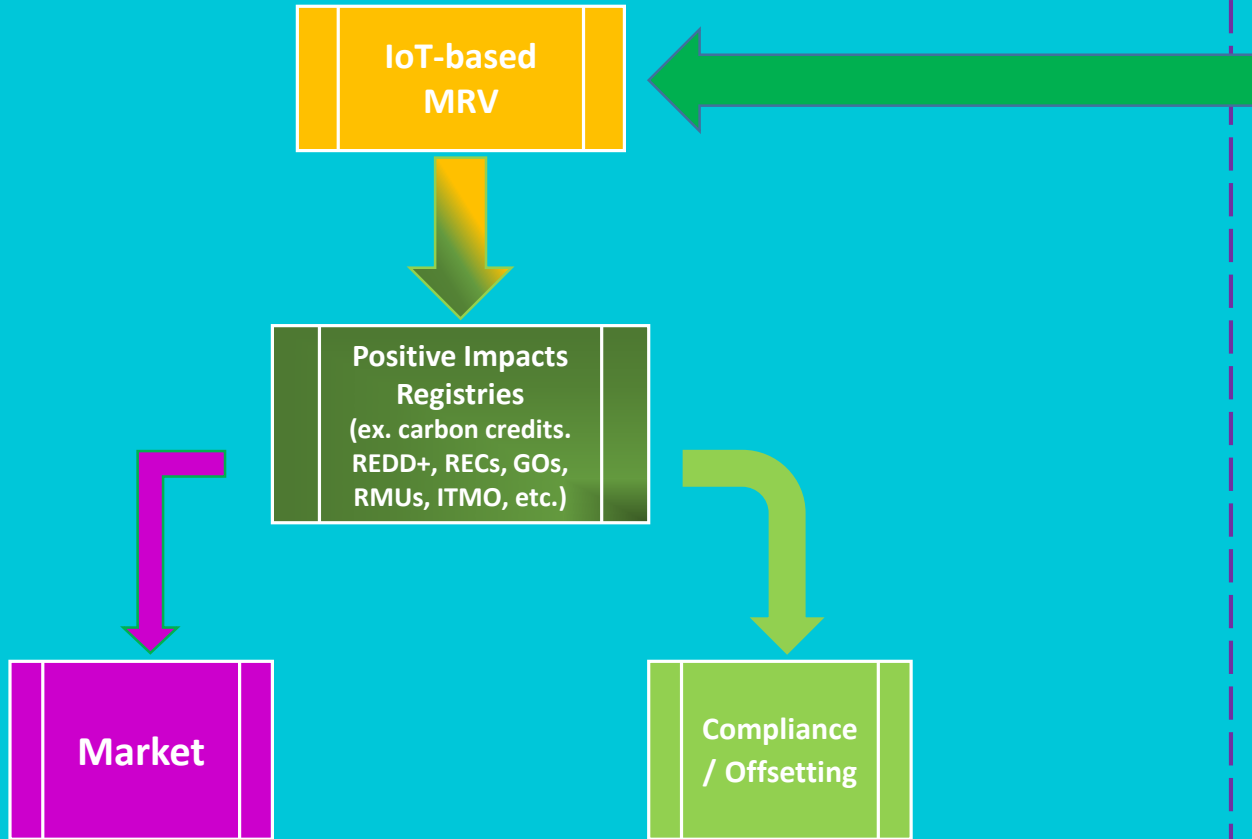 IoT-based
MRV
Positive Impacts
Registries
(ex. carbon credits.
REDD+, RECs, GOs,
RMUs, ITMO, etc.)
Market
Compliance
/ Offsetting